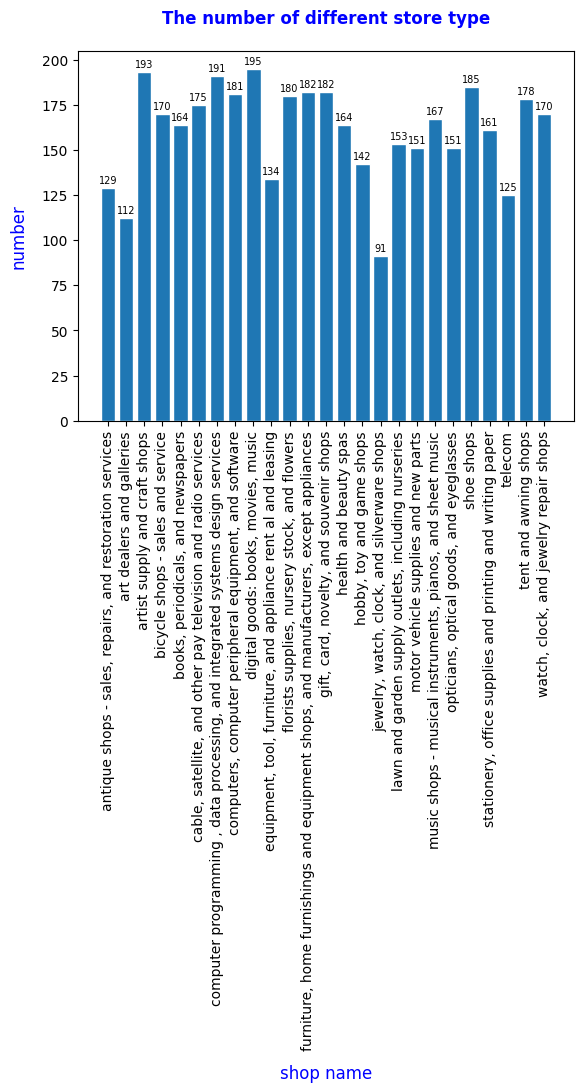 The number of different store type
number
200
175
150
125
100
75
50
25
0
129
112
193
170
164
175
191
181
195
134
180
182
182
164
142
91
153
151
167
151
185
161
125
178
170
antique shops - sales, repairs, and restoration services
art dealers and galleries
artist supply and craft shops
bicycle shops - sales and service
books, periodicals, and newspapers
cable, satellite, and other pay television and radio services
computer programming , data processing, and integrated systems design services
computers, computer peripheral equipment, and software
digital goods: books, movies, music
equipment, tool, furniture, and appliance rent al and leasing
florists supplies, nursery stock, and flowers
furniture, home furnishings and equipment shops, and manufacturers, except appliances
gift, card, novelty, and souvenir shops
health and beauty spas
hobby, toy and game shops
jewelry, watch, clock, and silverware shops
lawn and garden supply outlets, including nurseries
motor vehicle supplies and new parts
music shops - musical instruments, pianos, and sheet music
opticians, optical goods, and eyeglasses
shoe shops
stationery, office supplies and printing and writing paper
telecom
tent and awning shops
watch, clock, and jewelry repair shops
shop name